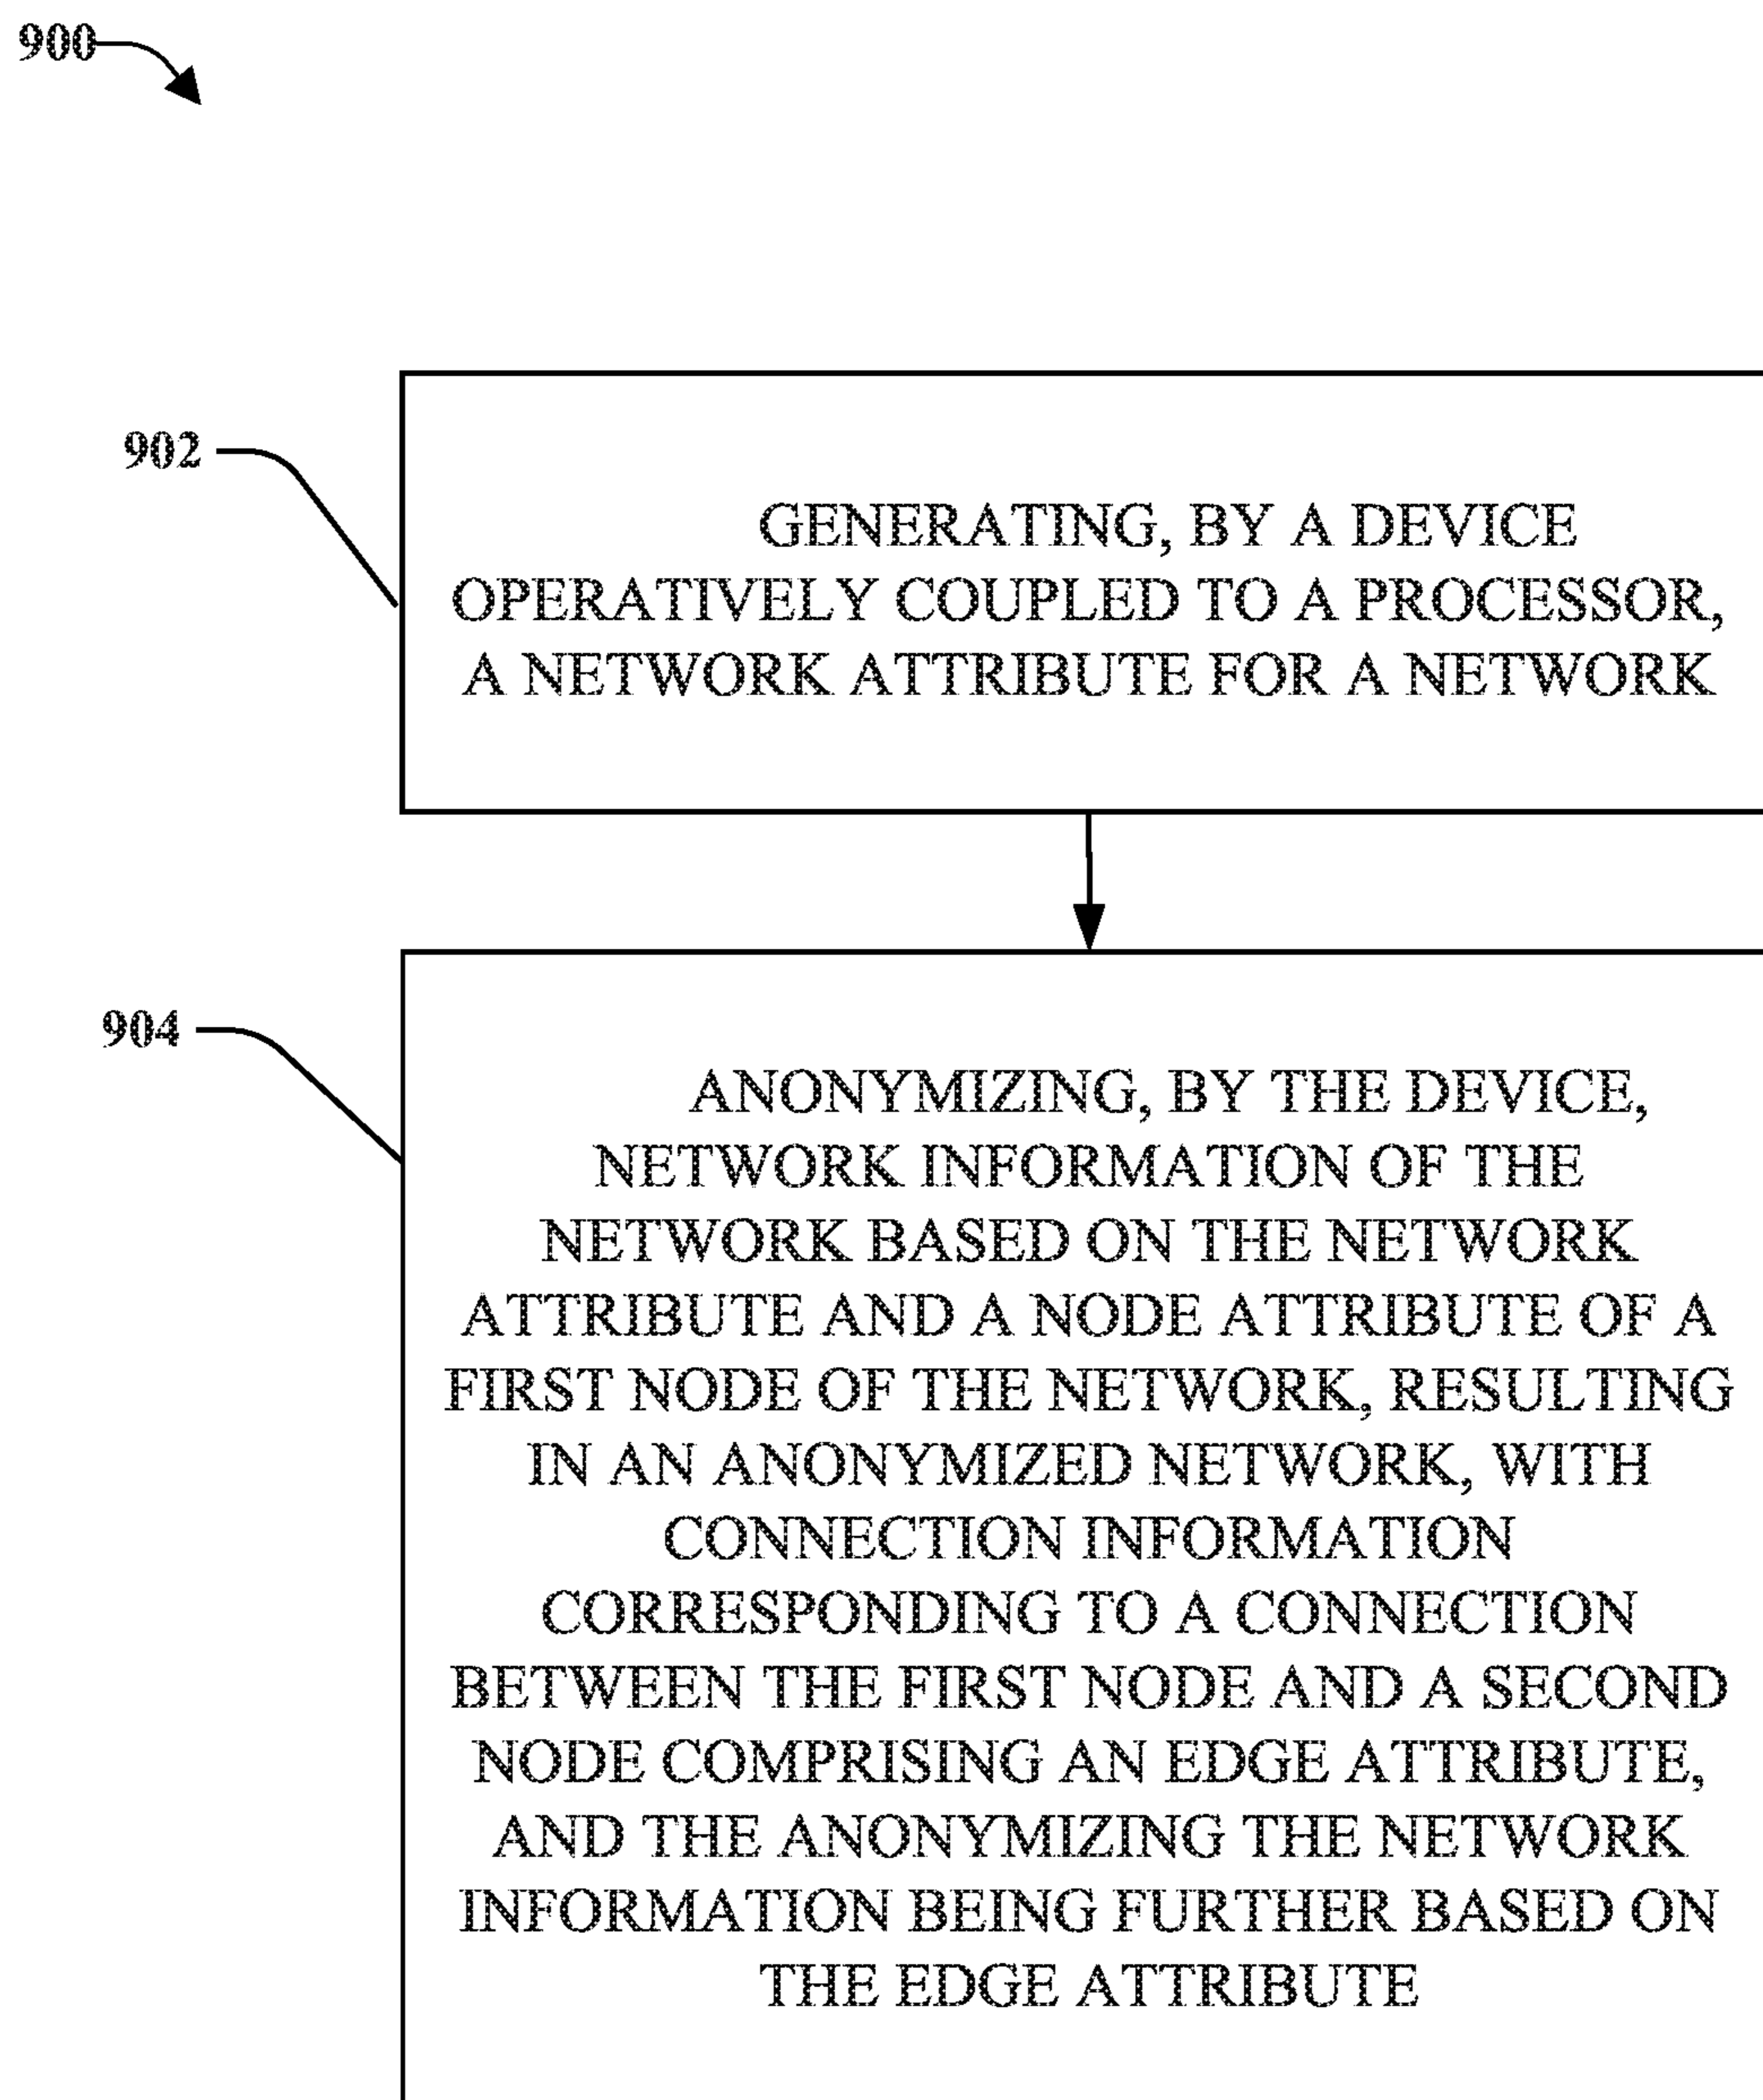 900
902
GENERATING, BY A DEVICE
OPERATIVELY COUPLED TO A PROCESSOR,
A NETWORK ATTRIBUTE FOR A NETWORK
904
ANONYMIZING, BY THE DEVICE,
NETWORK INFORMATION OF THE
NETWORK BASED ON THE NETWORK
ATTRIBUTE AND A NODE ATTRIBUTE OF A
FIRST NODE OF THE NETWORK, RESULTING
IN AN ANONYMIZED NETWORK, WITH
CONNECTION INFORMATION
CORRESPONDING TO A CONNECTION
BETWEEN THE FIRST NODE AND A SECOND
NODE COMPRISING AN EDGE ATTRIBUTE,
AND THE ANONYMIZING THE NETWORK
INFORMATION BEING FURTHER BASED ON
THE EDGE ATTRIBUTE